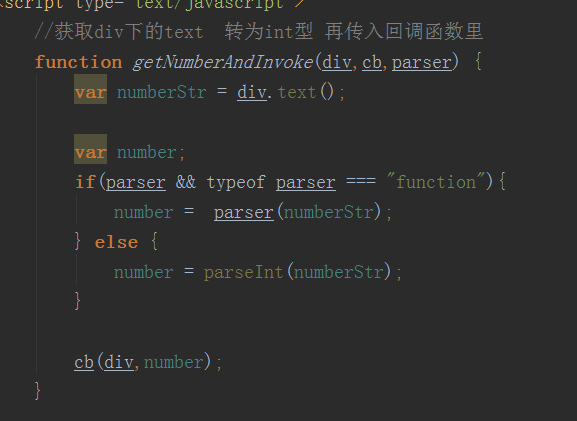 <script type="text/javascript">
//获取div下的text  转为int型 再传入回调函数里
function getNumberAndInvoke(div,cb,parser) {
    var numberStr = div.text();
    var number;
    if(parser && typeof parser === "function"){
        number =  parser(numberStr);
    } else {
        number = parseInt(numberStr);
    }
    cb(div,number);
}